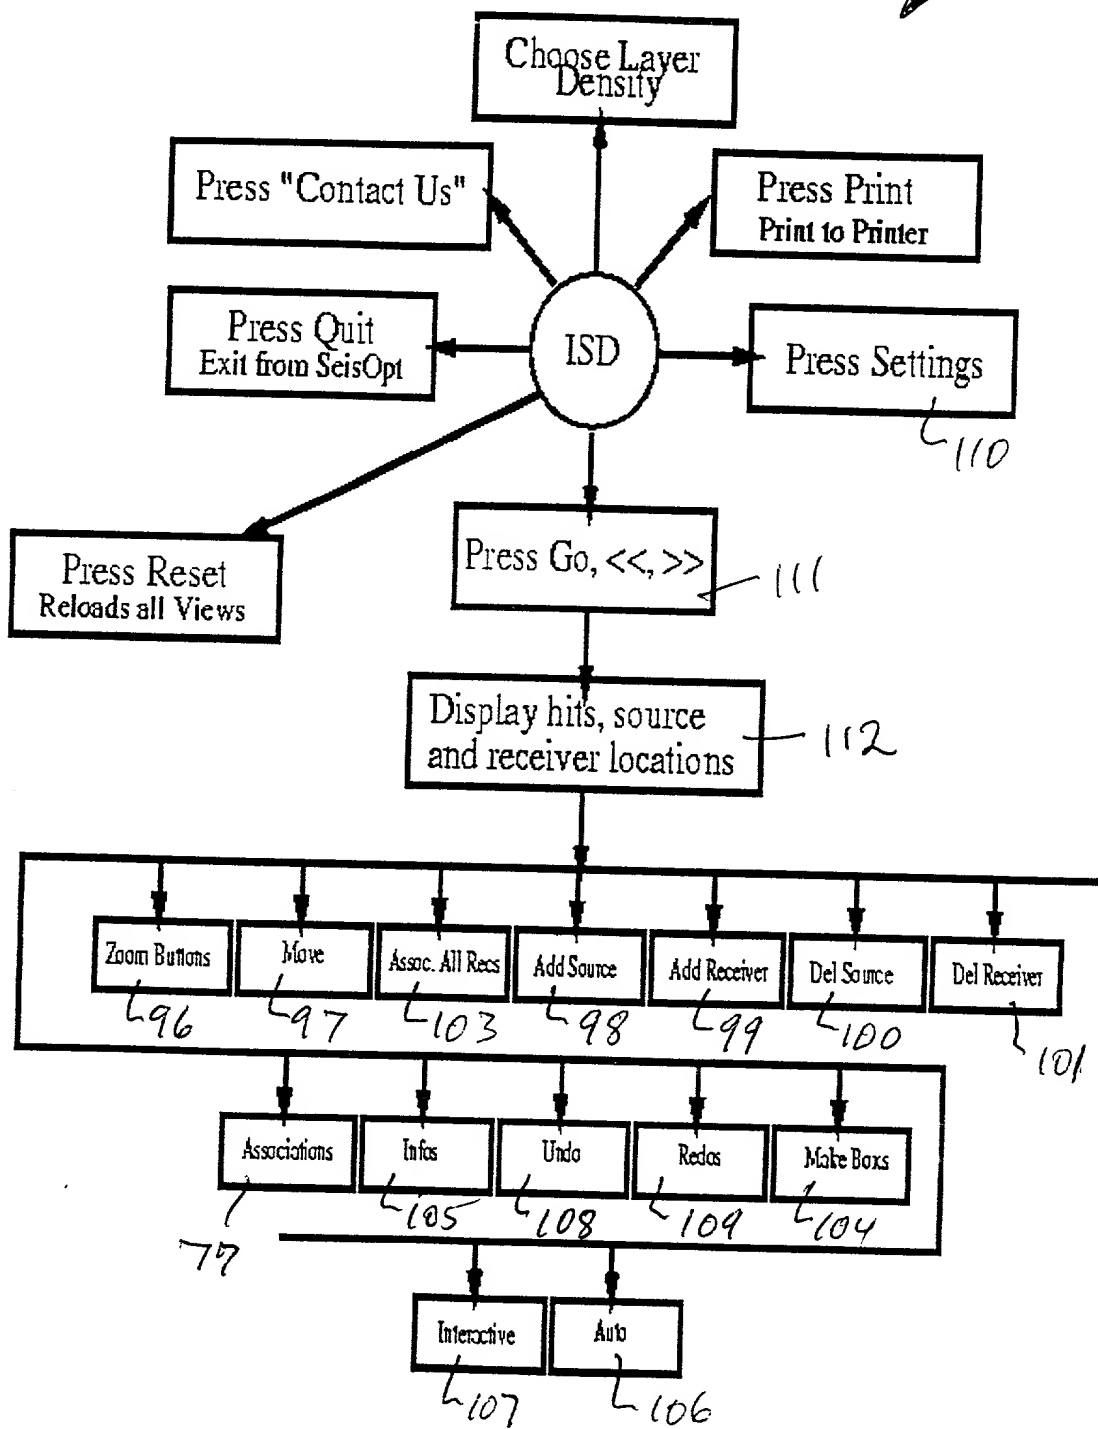 Choose Layer
Density
Press "Contact Us"
Press Print
Print to Printer
Press Quit
Exit from SeisOpt
ISD
Press Settings
110
Press Reset
Reloads all Views
Press Go, <<, >>
111
Display hits, source
and receiver locations
112
Zoom Buttons
Move
Assoc. All Recs
Add Source
Add Receiver
Del Source
Del Receiver
96
97
103
98
99
100
101
Associations
Infos
Undo
Redos
Make Boxs
77
105
108
109
104
Interactive
Auto
107
106